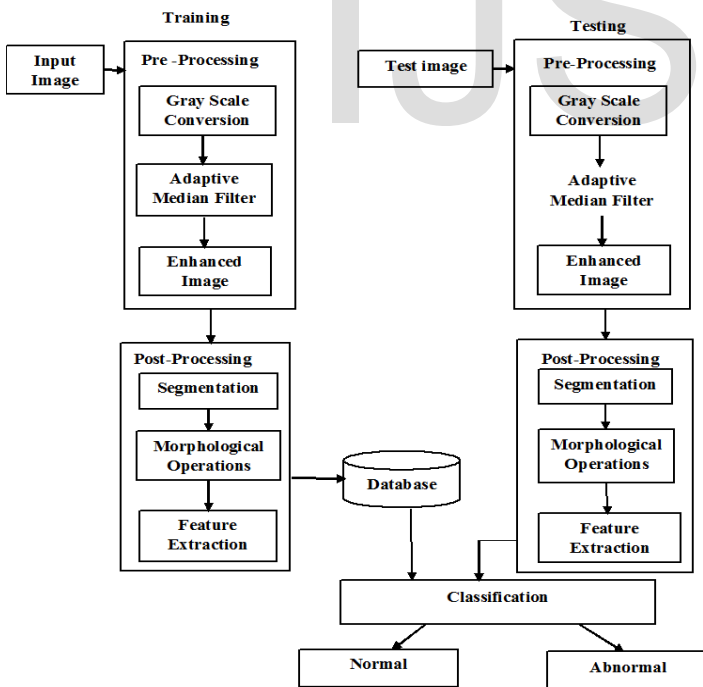 Training
Input
Image
Pre -Processing
Gray Scale
Conversion
Adaptive
Median Filter
Enhanced
Image
Post-Processing
Segmentation
Morphological
Operations
Feature
Extraction
Database
Testing
Test image
Pre-Processing
Gray Scale
Conversion
Adaptive
Median Filter
Enhanced
Image
Post-Processing
Segmentation
Morphological
Operations
Feature
Extraction
Classification
Normal
Abnormal